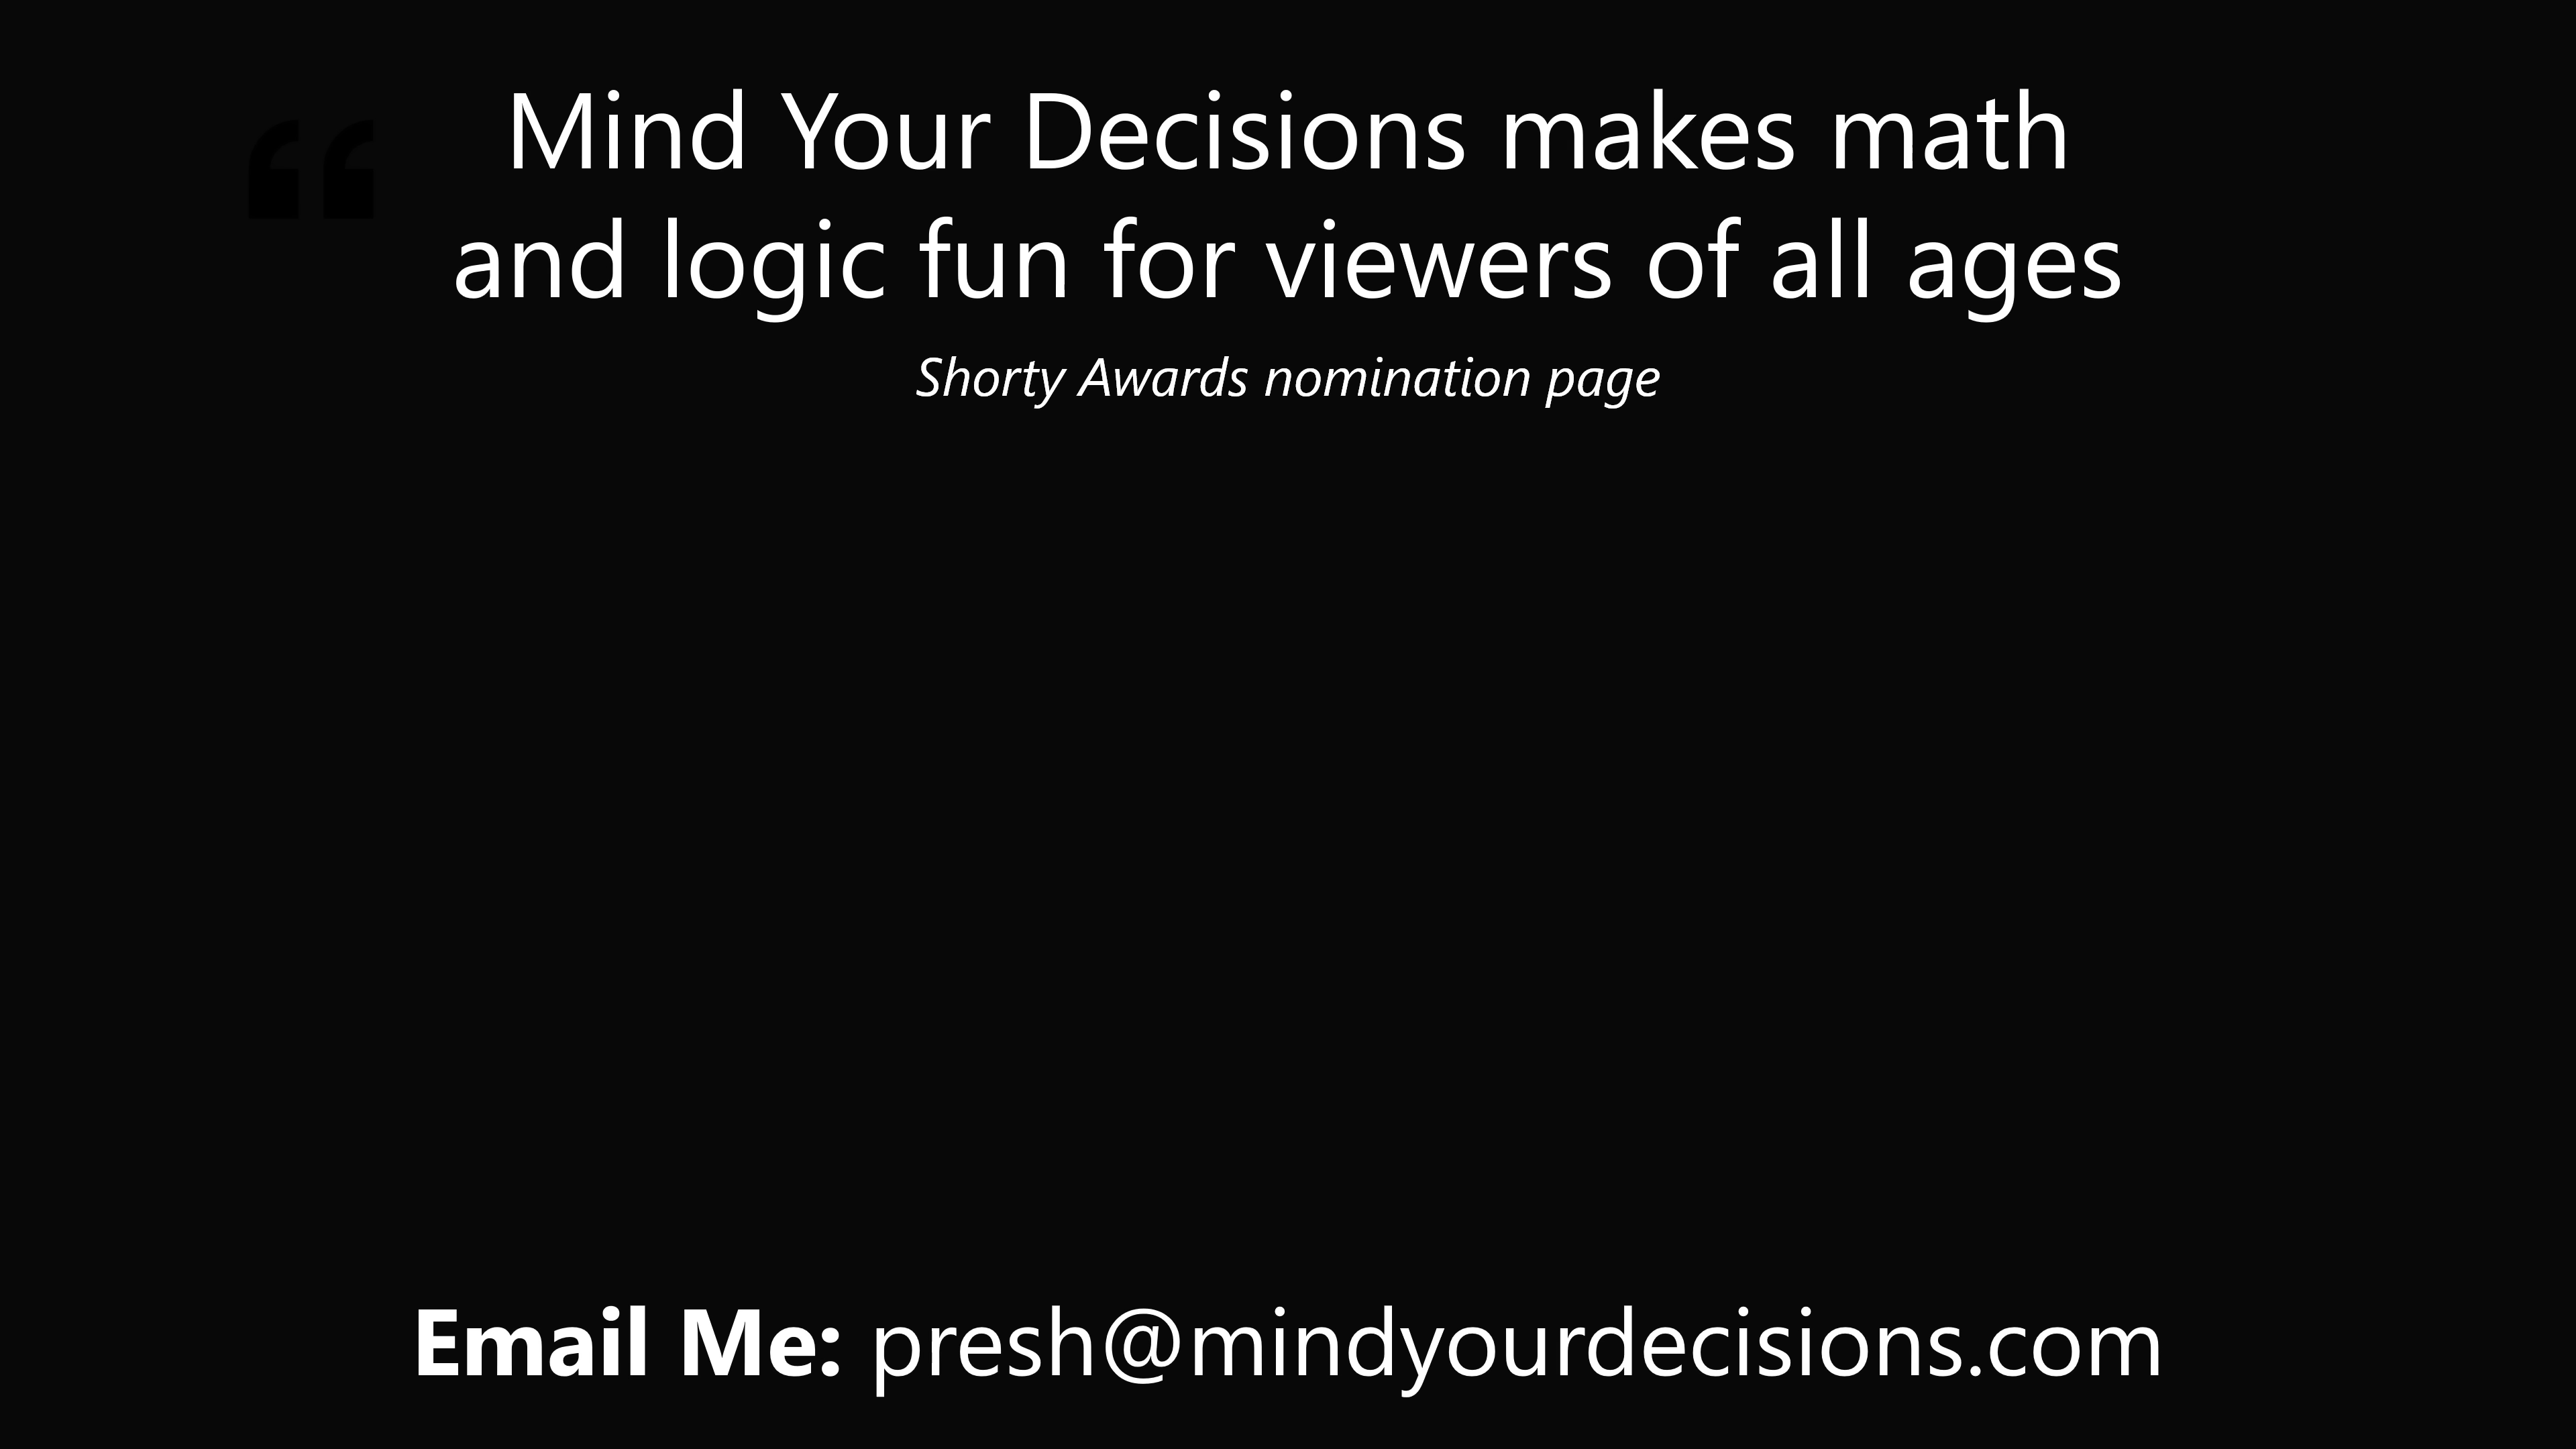 “ Mind Your Decisions makes math
and logic fun for viewers of all ages
Shorty Awards nomination page
Email Me: presh@mindyourdecisions.com